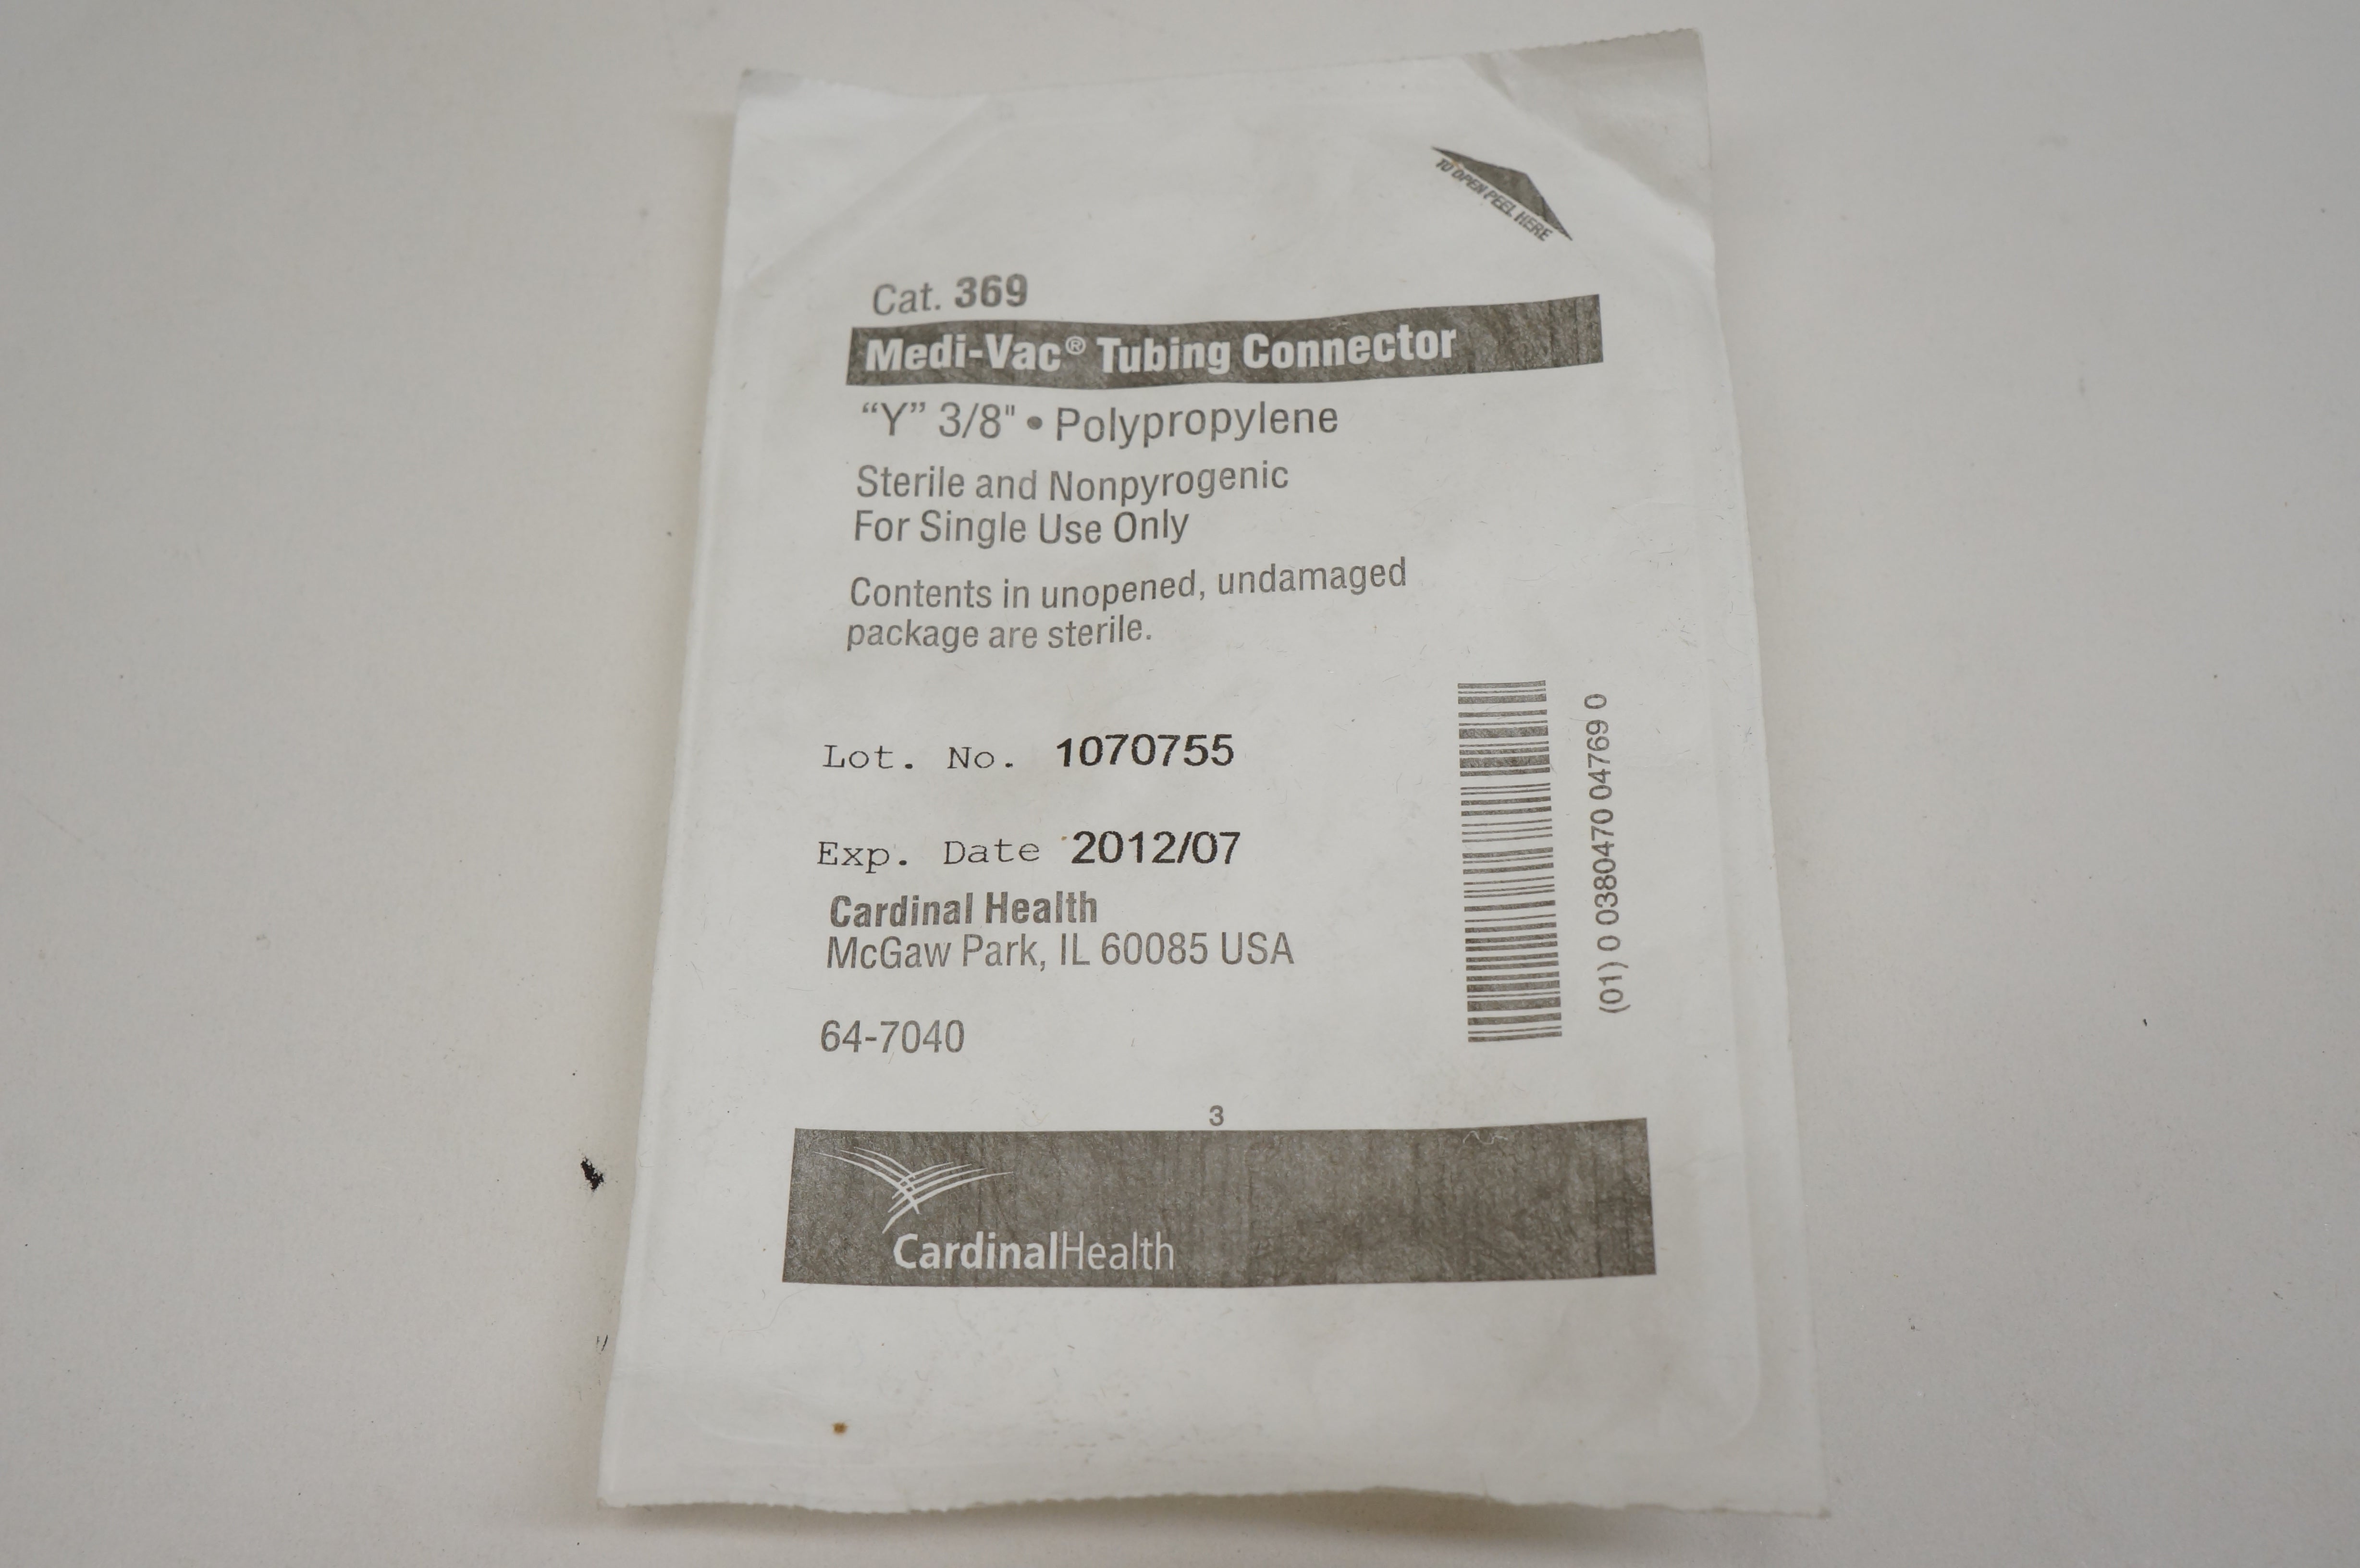 TO OPEN PEEL HERE
Cat. 369
Medi-Vac® Tubing Connector
“Y” 3/8" • Polypropylene
Sterile and Nonpyrogenic
For Single Use Only
Contents in unopened, undamaged
package are sterile.
Lot. No. 1070755
Exp. Date 2012/07
Cardinal Health
McGaw Park, IL 60085 USA
64-7040
(01) 0 0380470 04769 0
3
CardinalHealth